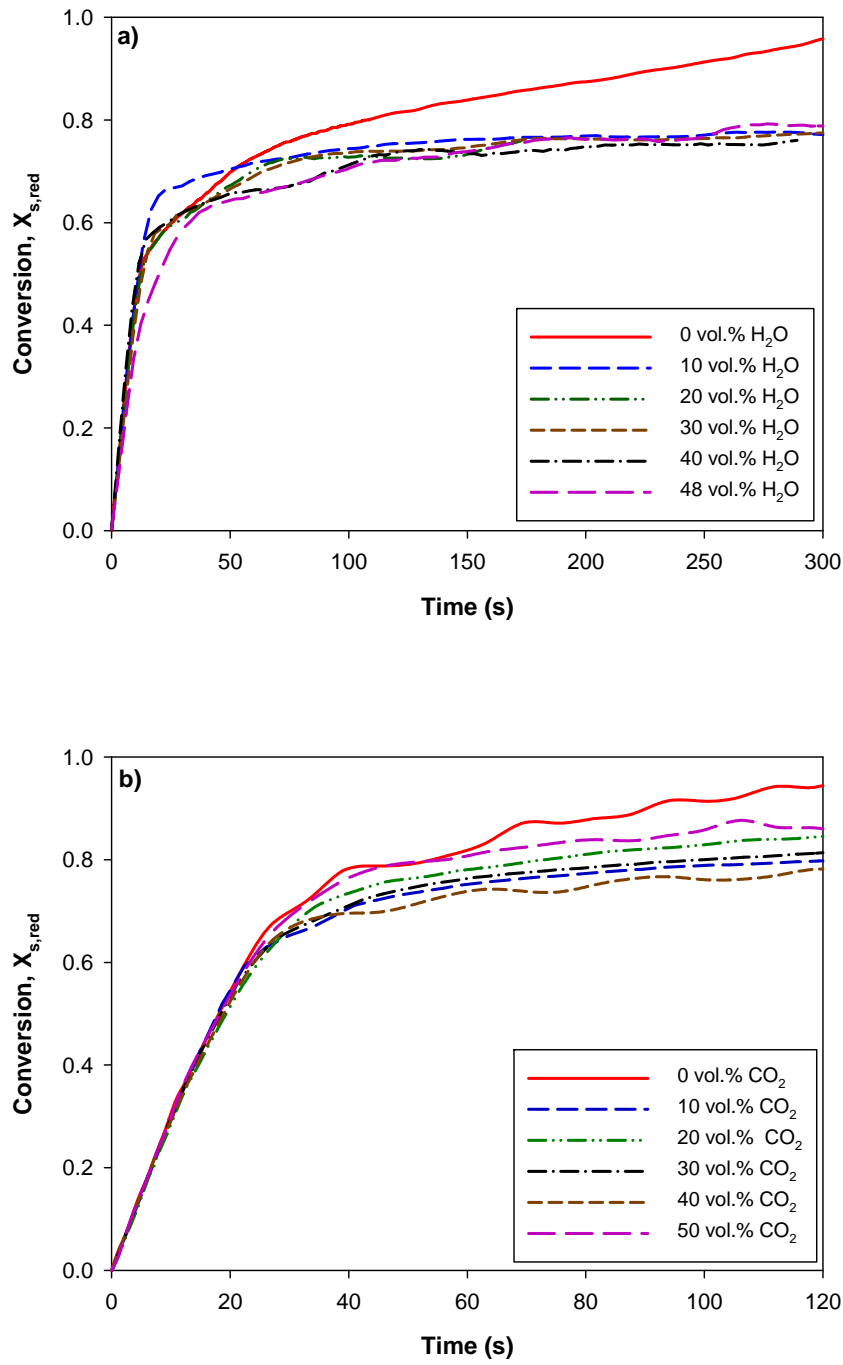 a)
Conversion, X_s,red
1.0
0.8
0.6
0.4
0.2
0.0
0 vol.% H₂O
10 vol.% H₂O
20 vol.% H₂O
30 vol.% H₂O
40 vol.% H₂O
48 vol.% H₂O
0 50 100 150 200 250 300
Time (s)
b)
Conversion, X_s,red
1.0
0.8
0.6
0.4
0.2
0.0
0 vol.% CO₂
10 vol.% CO₂
20 vol.% CO₂
30 vol.% CO₂
40 vol.% CO₂
50 vol.% CO₂
0 20 40 60 80 100 120
Time (s)